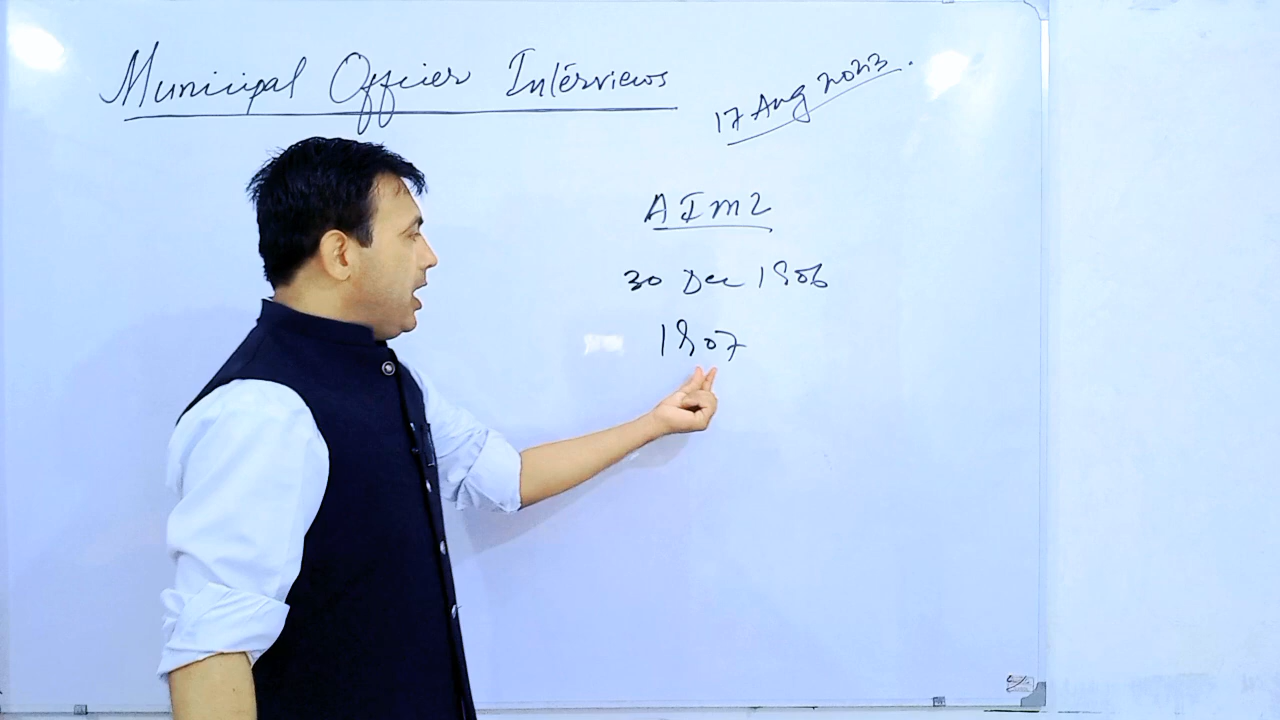 Municipal Officer Interviews
17 Aug 2023.
AIML
30 Dec 1906
1907